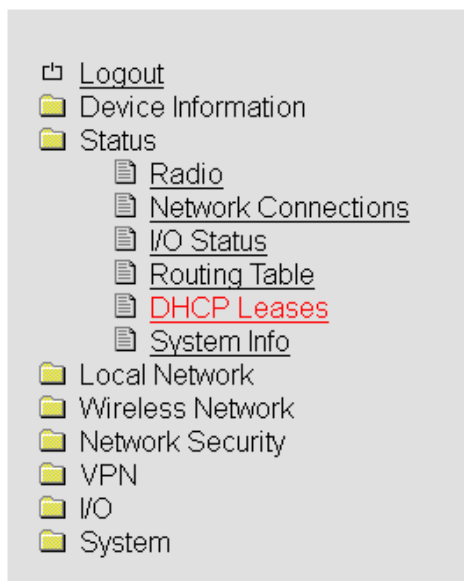 Logout
Device Information
Status
Radio
Network Connections
I/O Status
Routing Table
DHCP Leases
System Info
Local Network
Wireless Network
Network Security
VPN
I/O
System